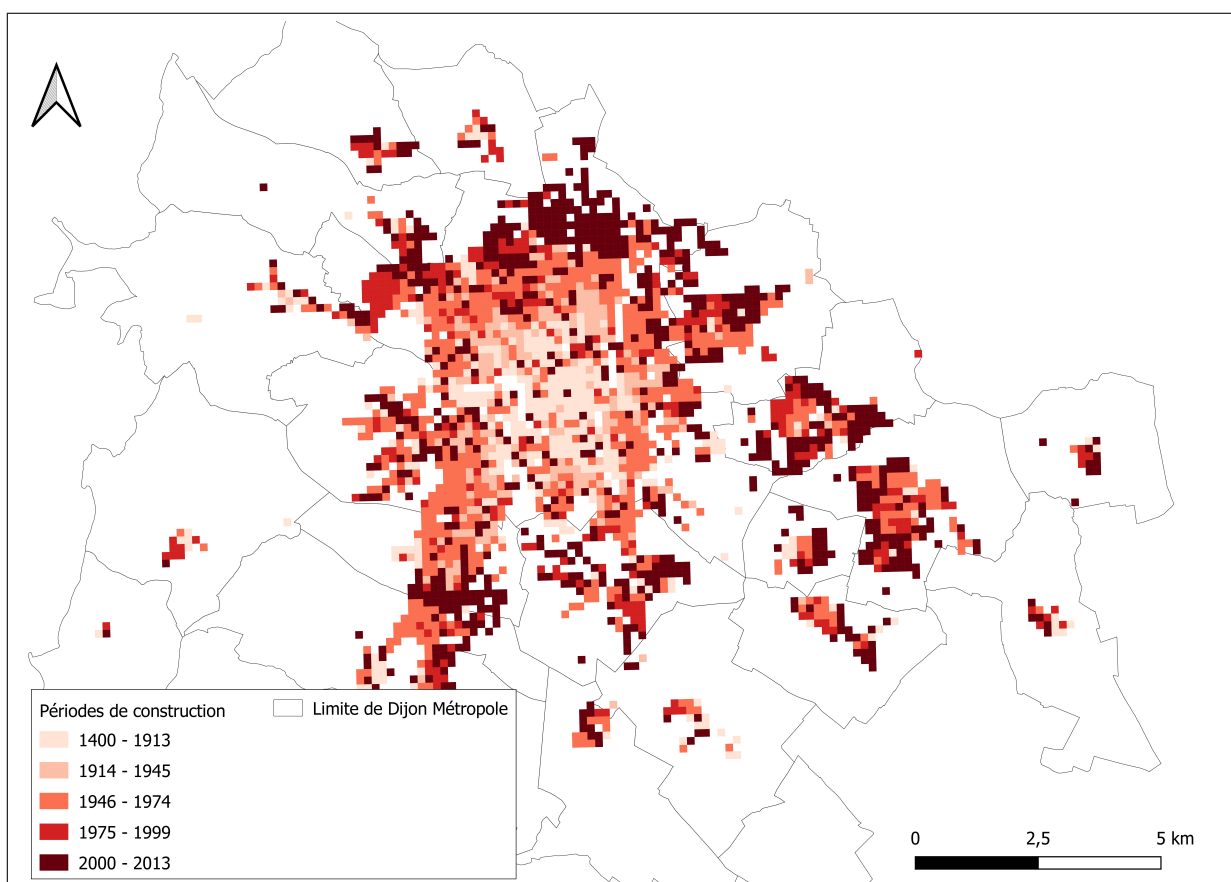 Périodes de construction
Limite de Dijon Métropole
1400 - 1913
1914 - 1945
1946 - 1974
1975 - 1999
2000 - 2013
0 2,5 5 km